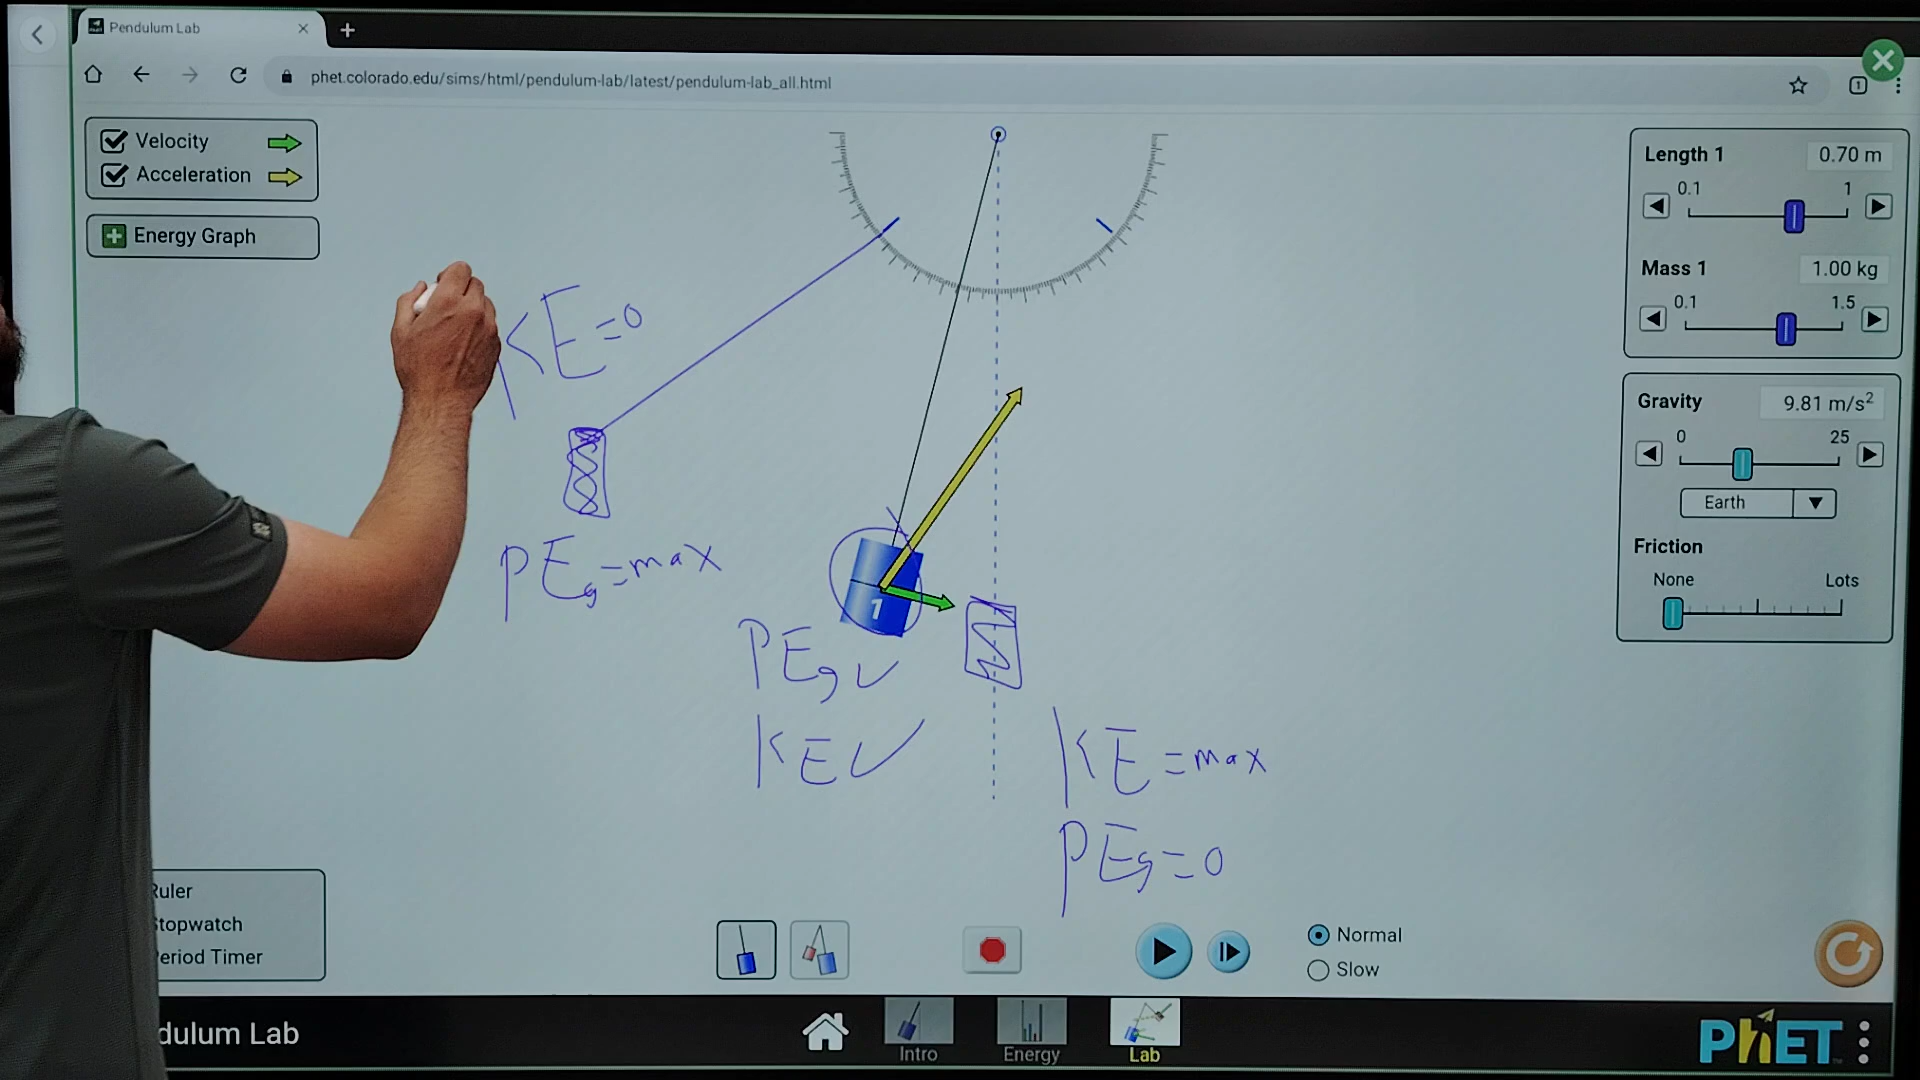 Pendulum Lab
phet.colorado.edu/sims/html/pendulum-lab/latest/pendulum-lab_all.html
1
Velocity
Acceleration
Energy Graph
Length 1
0.70 m
0.1
1
Mass 1
1.00 kg
0.1
1.5
Gravity
9.81 m/s²
0
25
Earth
Friction
None
Lots
KE=0
PEg=max
1
PEg
KE
KE=max
PEg=0
Ruler
Stopwatch
Period Timer
Normal
Slow
dulum Lab
Intro
Energy
Lab
PhET